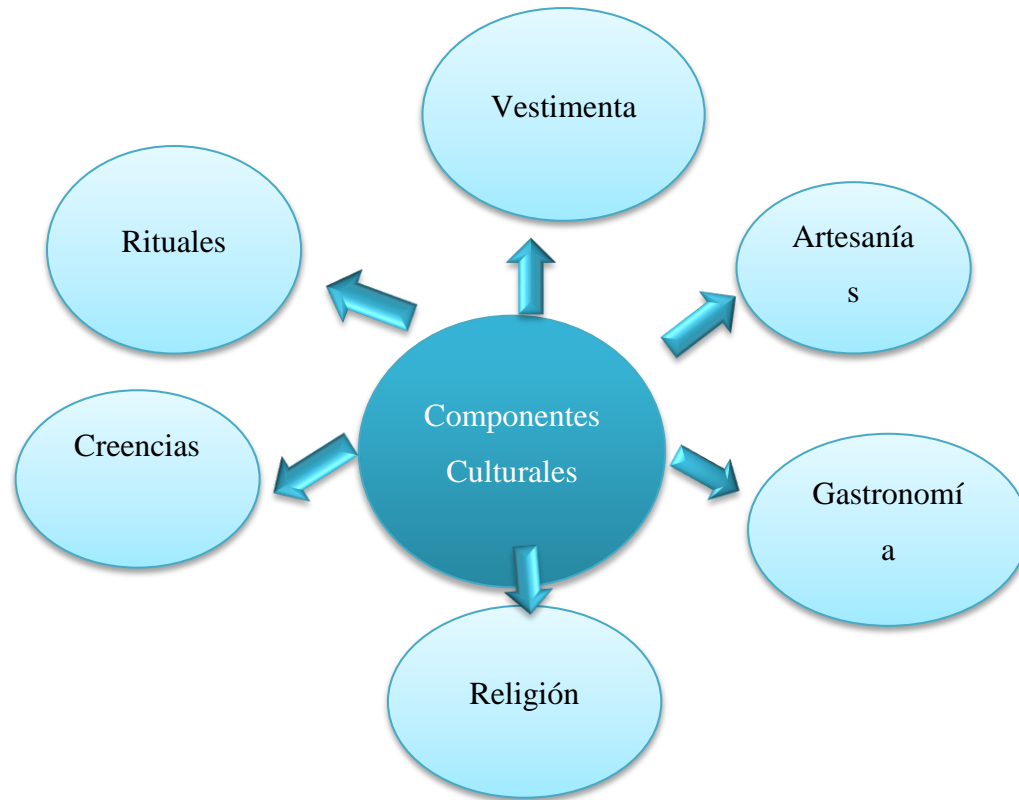 Vestimenta
Rituales
Artesanía
s
Creencias
Componentes
Culturales
Gastronomí
a
Religión